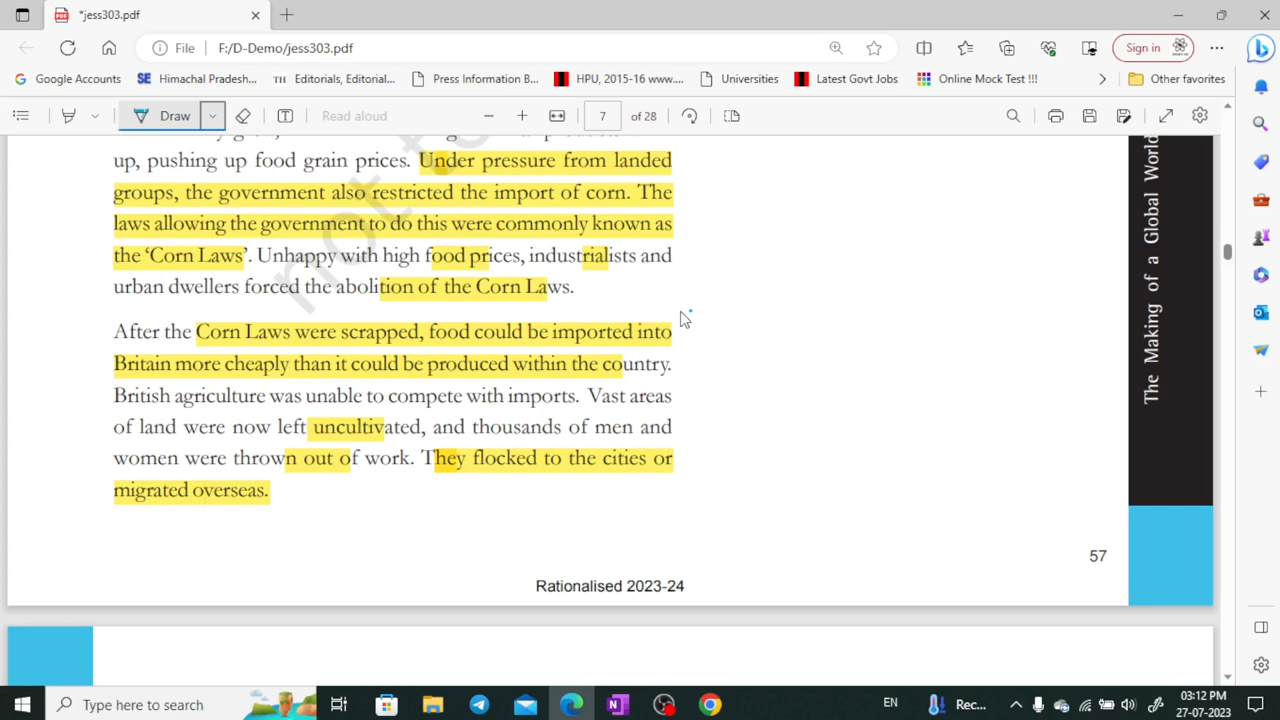 *jess303.pdf
File F:/D-Demo/jess303.pdf Sign in
Google Accounts SE Himachal Pradesh... TH Editorials, Editorial... Press Information B... HPU, 2015-16 www.... Universities Latest Govt Jobs Online Mock Test !!! Other favorites
Draw Read aloud 7 of 28
up, pushing up food grain prices. Under pressure from landed
groups, the government also restricted the import of corn. The
laws allowing the government to do this were commonly known as
the ‘Corn Laws’. Unhappy with high food prices, industrialists and
urban dwellers forced the abolition of the Corn Laws.
After the Corn Laws were scrapped, food could be imported into
Britain more cheaply than it could be produced within the country.
British agriculture was unable to compete with imports. Vast areas
of land were now left uncultivated, and thousands of men and
women were thrown out of work. They flocked to the cities or
migrated overseas.
not to
The Making of a Global World
57
Rationalised 2023-24
Type here to search EN Rec... 03:12 PM
27-07-2023